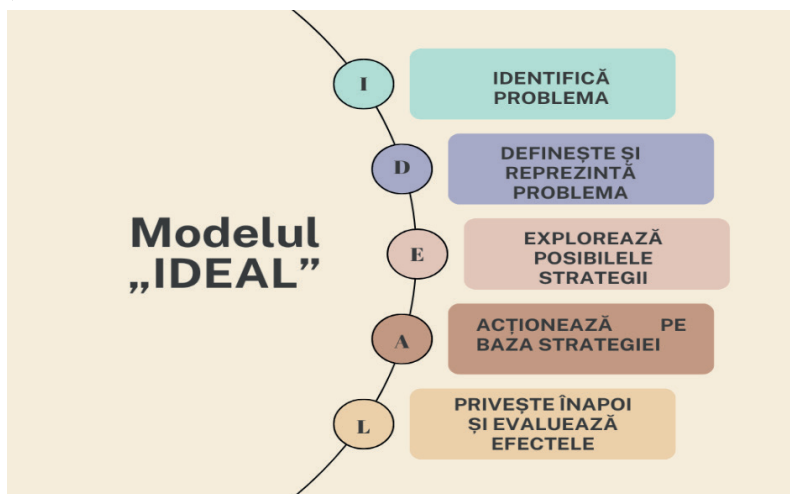 Modelul
„IDEAL”
I
IDENTIFICĂ
PROBLEMA
D
DEFINEȘTE ȘI
REPREZINTĂ
PROBLEMA
E
EXPLOREAZĂ
POSIBILELE
STRATEGII
A
ACȚIONEAZĂ PE
BAZA STRATEGIEI
L
PRIVEȘTE ÎNAPOI
ȘI EVALUEAZĂ
EFECTELE